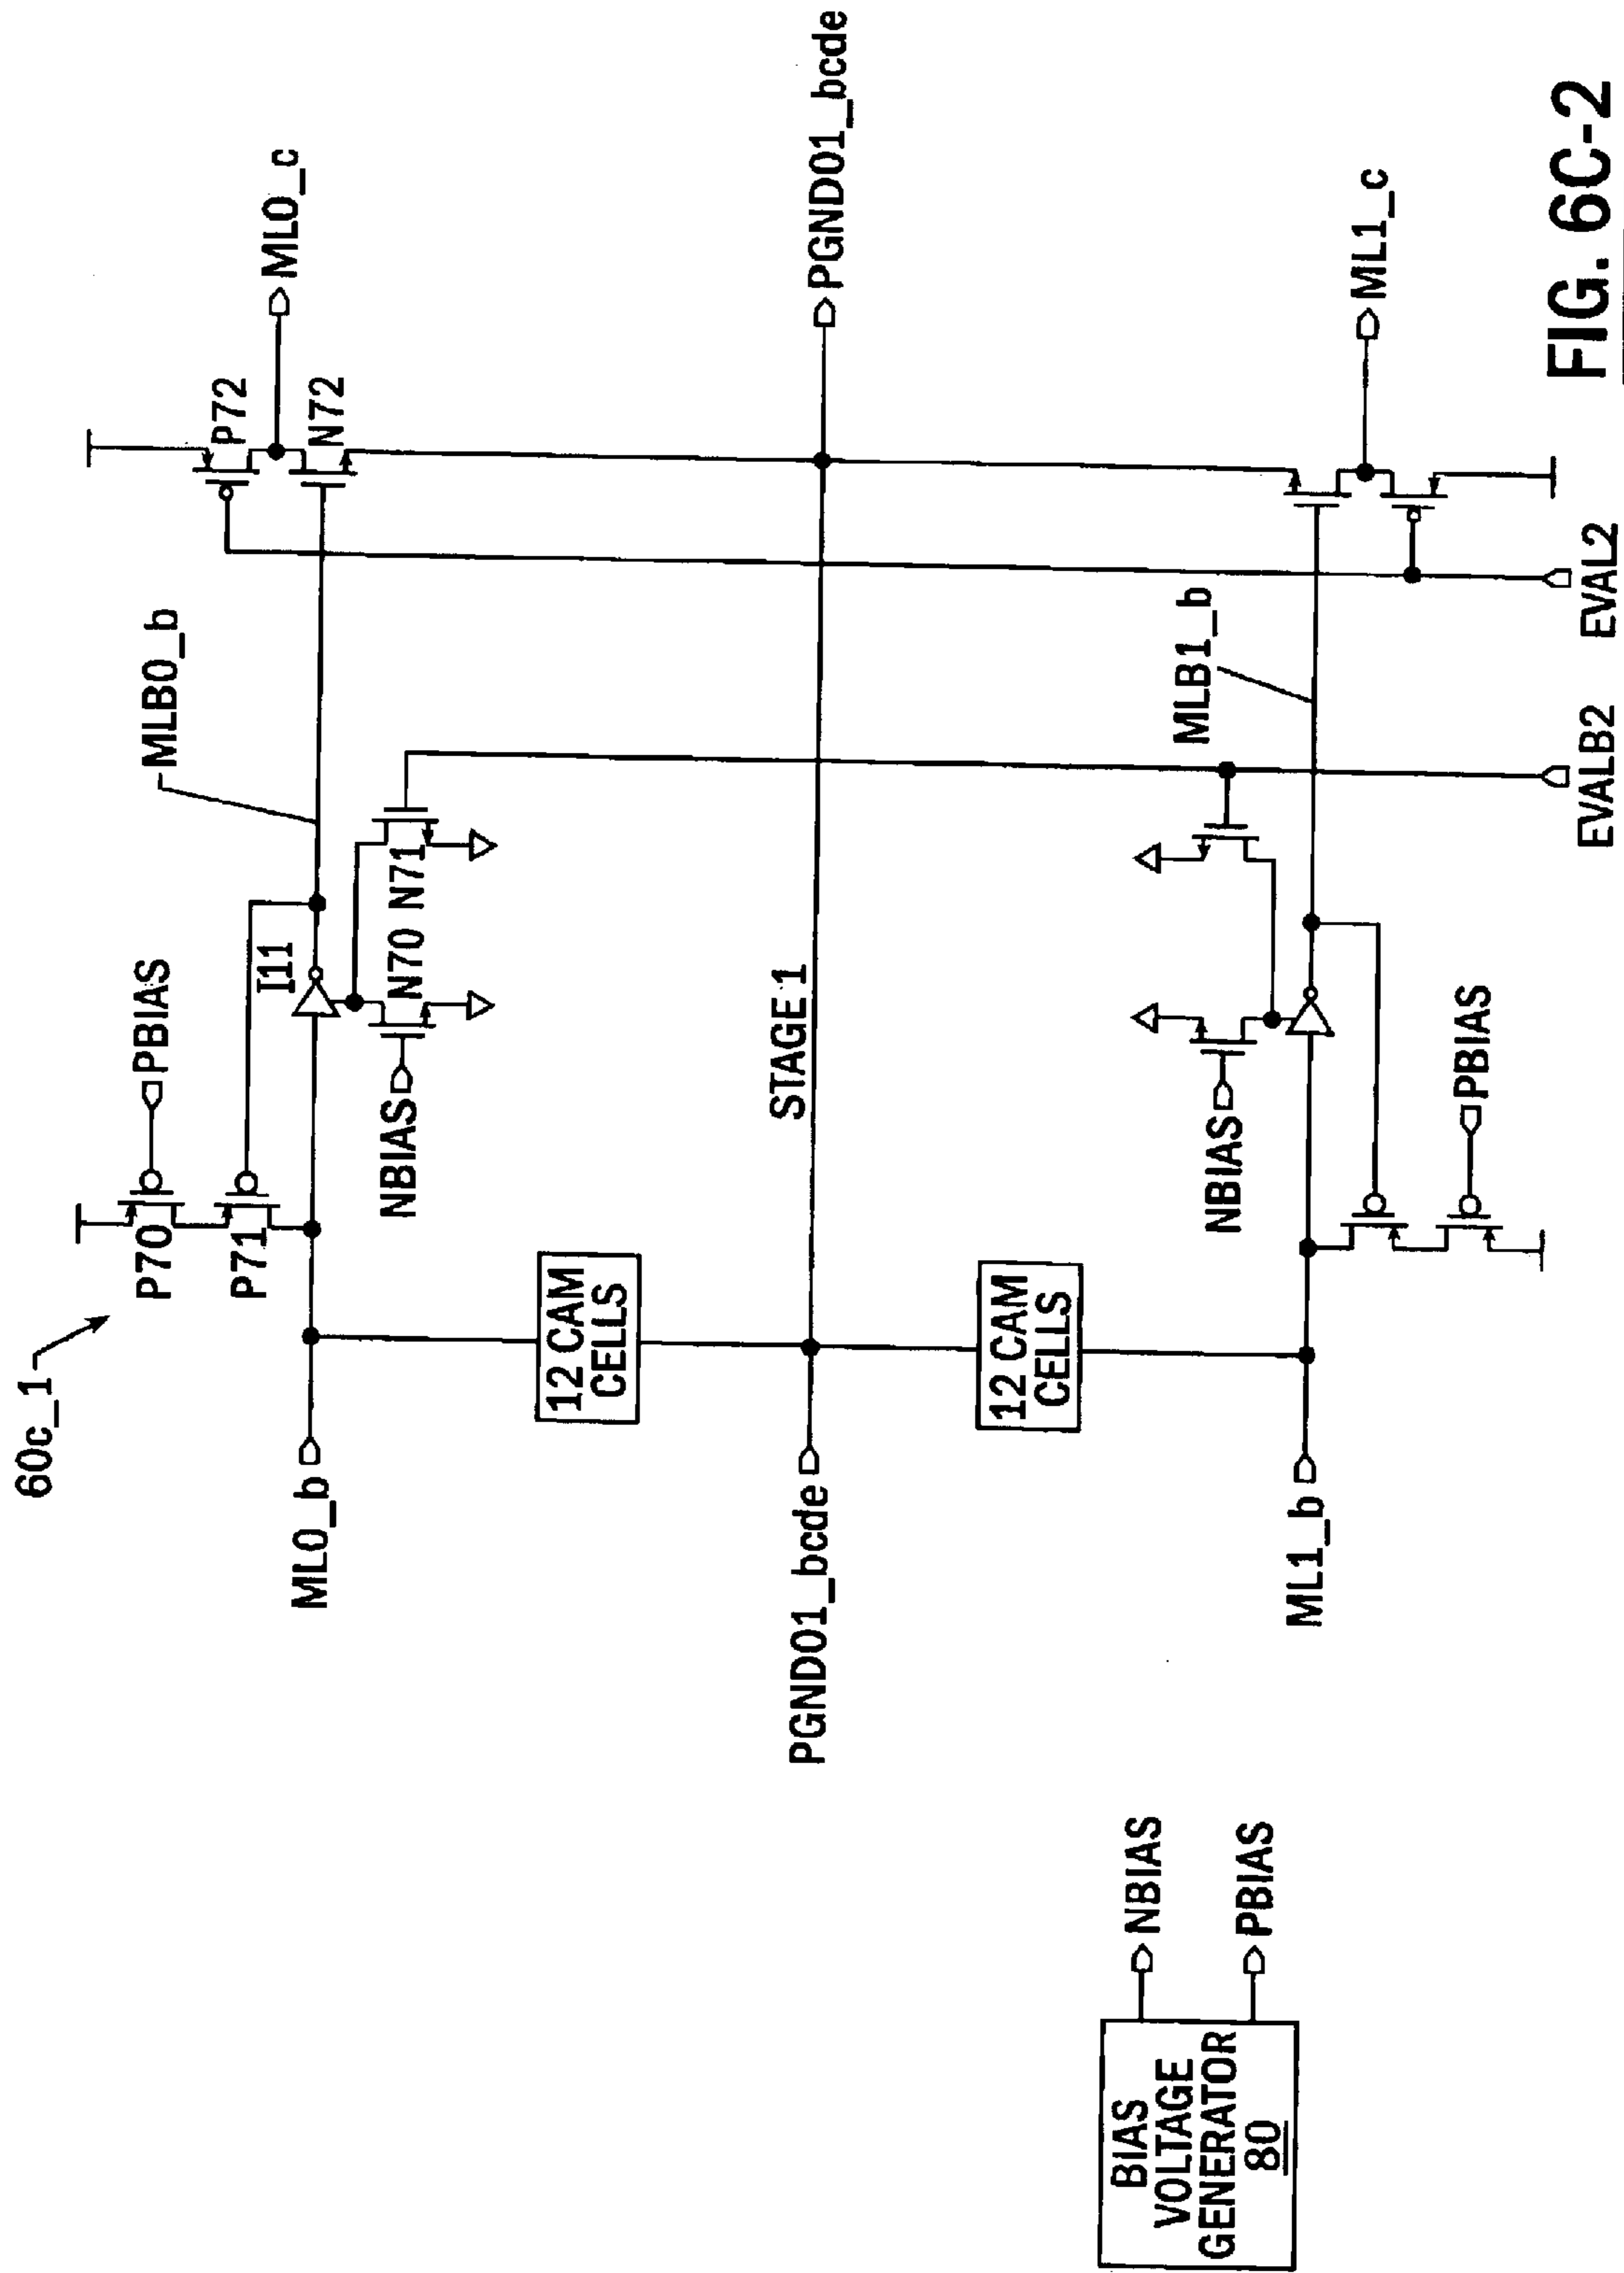 60c_1
P70
PBIAS
P71
I11
NBIAS
N70
N71
MLB0_b
P72
N72
ML0_c
ML0_b
12 CAM
CELLS
STAGE 1
PGND01_bcde
PGND01_bcde
12 CAM
CELLS
ML1_b
NBIAS
PBIAS
MLB1_b
ML1_c
EVALB2
EVAL2
BIAS
VOLTAGE
GENERATOR
80
NBIAS
PBIAS
FIG. 6C-2